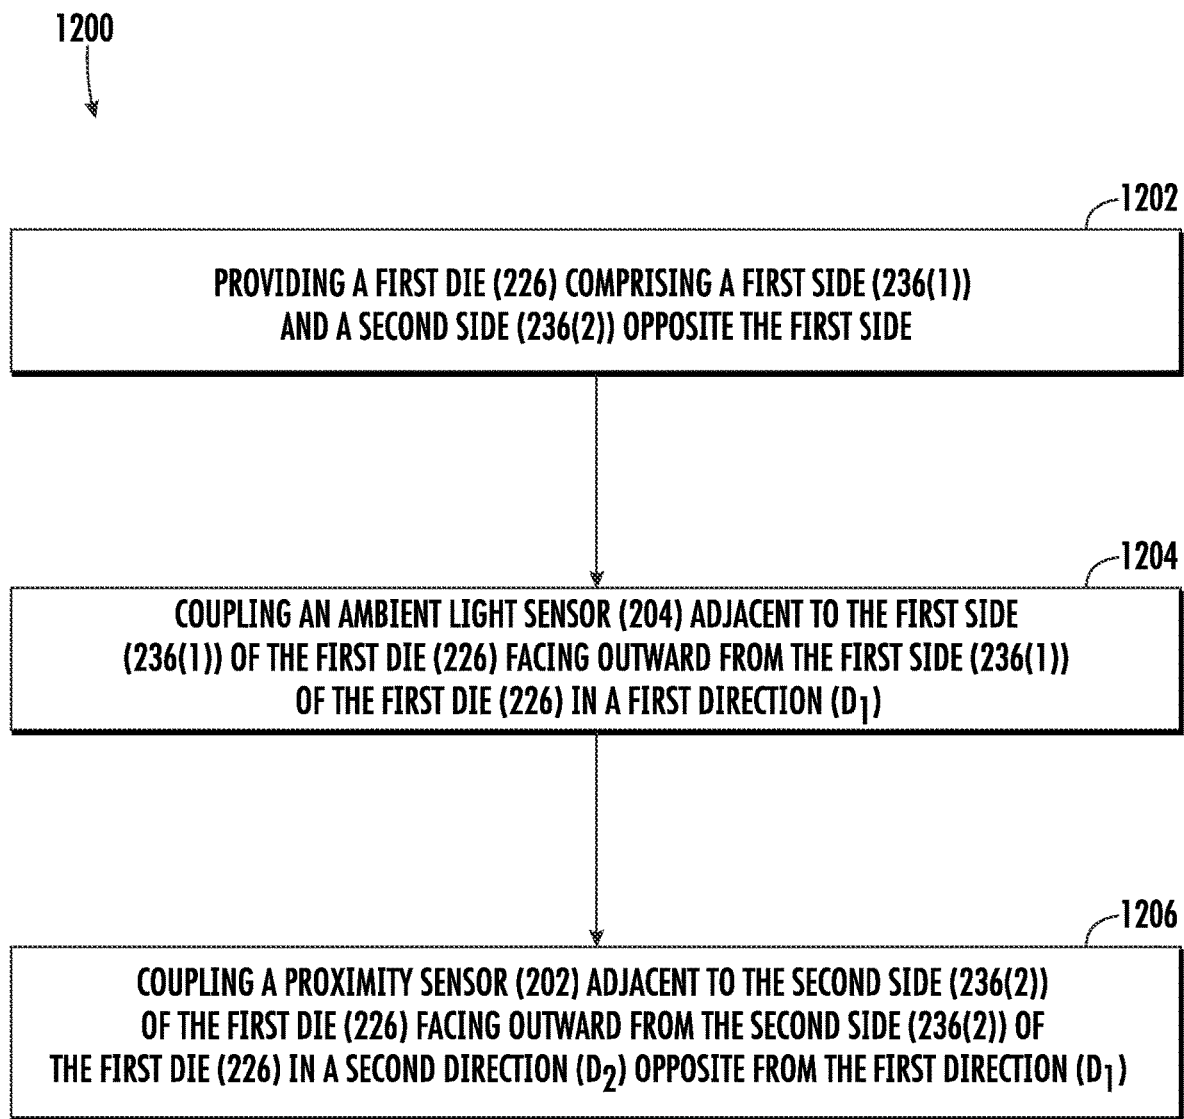 1200
1202
PROVIDING A FIRST DIE (226) COMPRISING A FIRST SIDE (236(1))
AND A SECOND SIDE (236(2)) OPPOSITE THE FIRST SIDE
1204
COUPLING AN AMBIENT LIGHT SENSOR (204) ADJACENT TO THE FIRST SIDE
(236(1)) OF THE FIRST DIE (226) FACING OUTWARD FROM THE FIRST SIDE (236(1))
OF THE FIRST DIE (226) IN A FIRST DIRECTION (D1)
1206
COUPLING A PROXIMITY SENSOR (202) ADJACENT TO THE SECOND SIDE (236(2))
OF THE FIRST DIE (226) FACING OUTWARD FROM THE SECOND SIDE (236(2)) OF
THE FIRST DIE (226) IN A SECOND DIRECTION (D2) OPPOSITE FROM THE FIRST DIRECTION (D1)